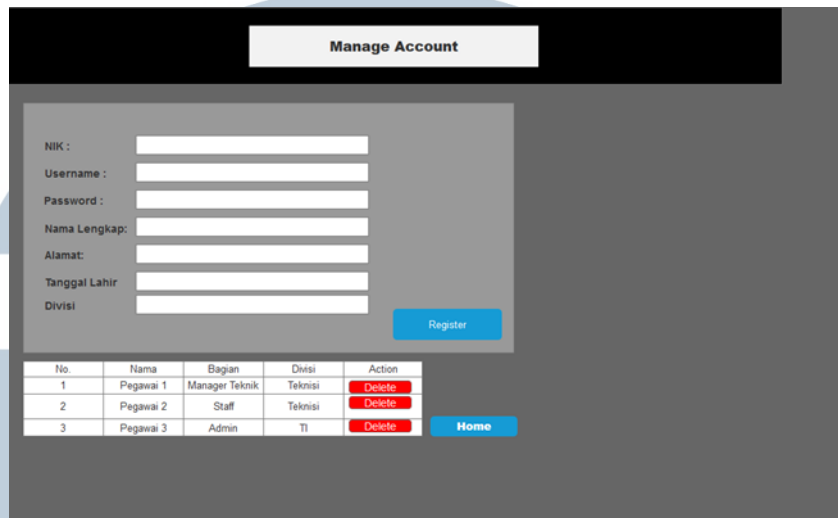 Manage Account
NIK :
Username :
Password :
Nama Lengkap:
Alamat:
Tanggal Lahir
Divisi
Register
No. Nama Bagian Divisi Action
1 Pegawai 1 Manager Teknik Teknisi Delete
2 Pegawai 2 Staff Teknisi Delete
3 Pegawai 3 Admin TI Delete
Home